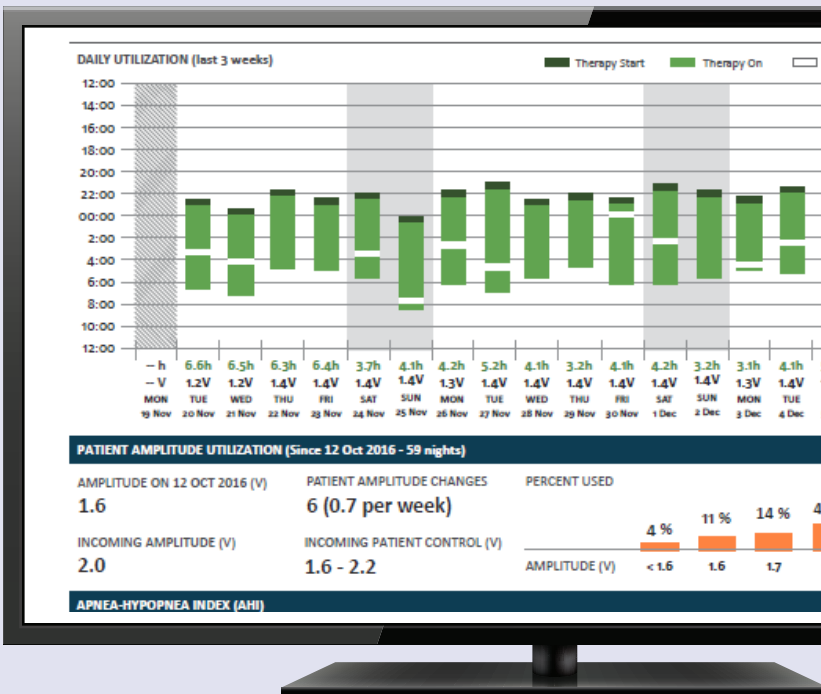 DAILY UTILIZATION (last 3 weeks)
Therapy Start Therapy On
12:00
14:00
16:00
18:00
20:00
22:00
00:00
2:00
4:00
6:00
8:00
10:00
12:00
-- h 6.6h 6.5h 6.3h 6.4h 3.7h 4.1h 4.2h 5.2h 4.1h 3.2h 4.1h 4.2h 3.2h 3.1h 4.1h
-- V 1.2V 1.2V 1.4V 1.4V 1.4V 1.4V 1.3V 1.4V 1.4V 1.4V 1.4V 1.4V 1.4V 1.3V 1.4V
MON TUE WED THU FRI SAT SUN MON TUE WED THU FRI SAT SUN MON TUE
19 Nov 20 Nov 21 Nov 22 Nov 23 Nov 24 Nov 25 Nov 26 Nov 27 Nov 28 Nov 29 Nov 30 Nov 1 Dec 2 Dec 3 Dec 4 Dec
PATIENT AMPLITUDE UTILIZATION (Since 12 Oct 2016 - 59 nights)
AMPLITUDE ON 12 OCT 2016 (V) PATIENT AMPLITUDE CHANGES PERCENT USED
1.6 6 (0.7 per week)
4 % 11 % 14 % 4
INCOMING AMPLITUDE (V) INCOMING PATIENT CONTROL (V)
2.0 1.6 - 2.2 AMPLITUDE (V) < 1.6 1.6 1.7
APNEA-HYPOPNEA INDEX (AHI)